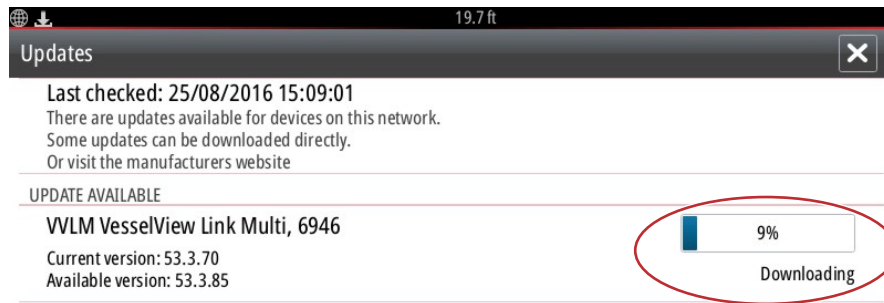 19.7 ft
Updates
Last checked: 25/08/2016 15:09:01
There are updates available for devices on this network.
Some updates can be downloaded directly.
Or visit the manufacturers website
UPDATE AVAILABLE
VVLM VesselView Link Multi, 6946
9%
Current version: 53.3.70
Available version: 53.3.85
Downloading